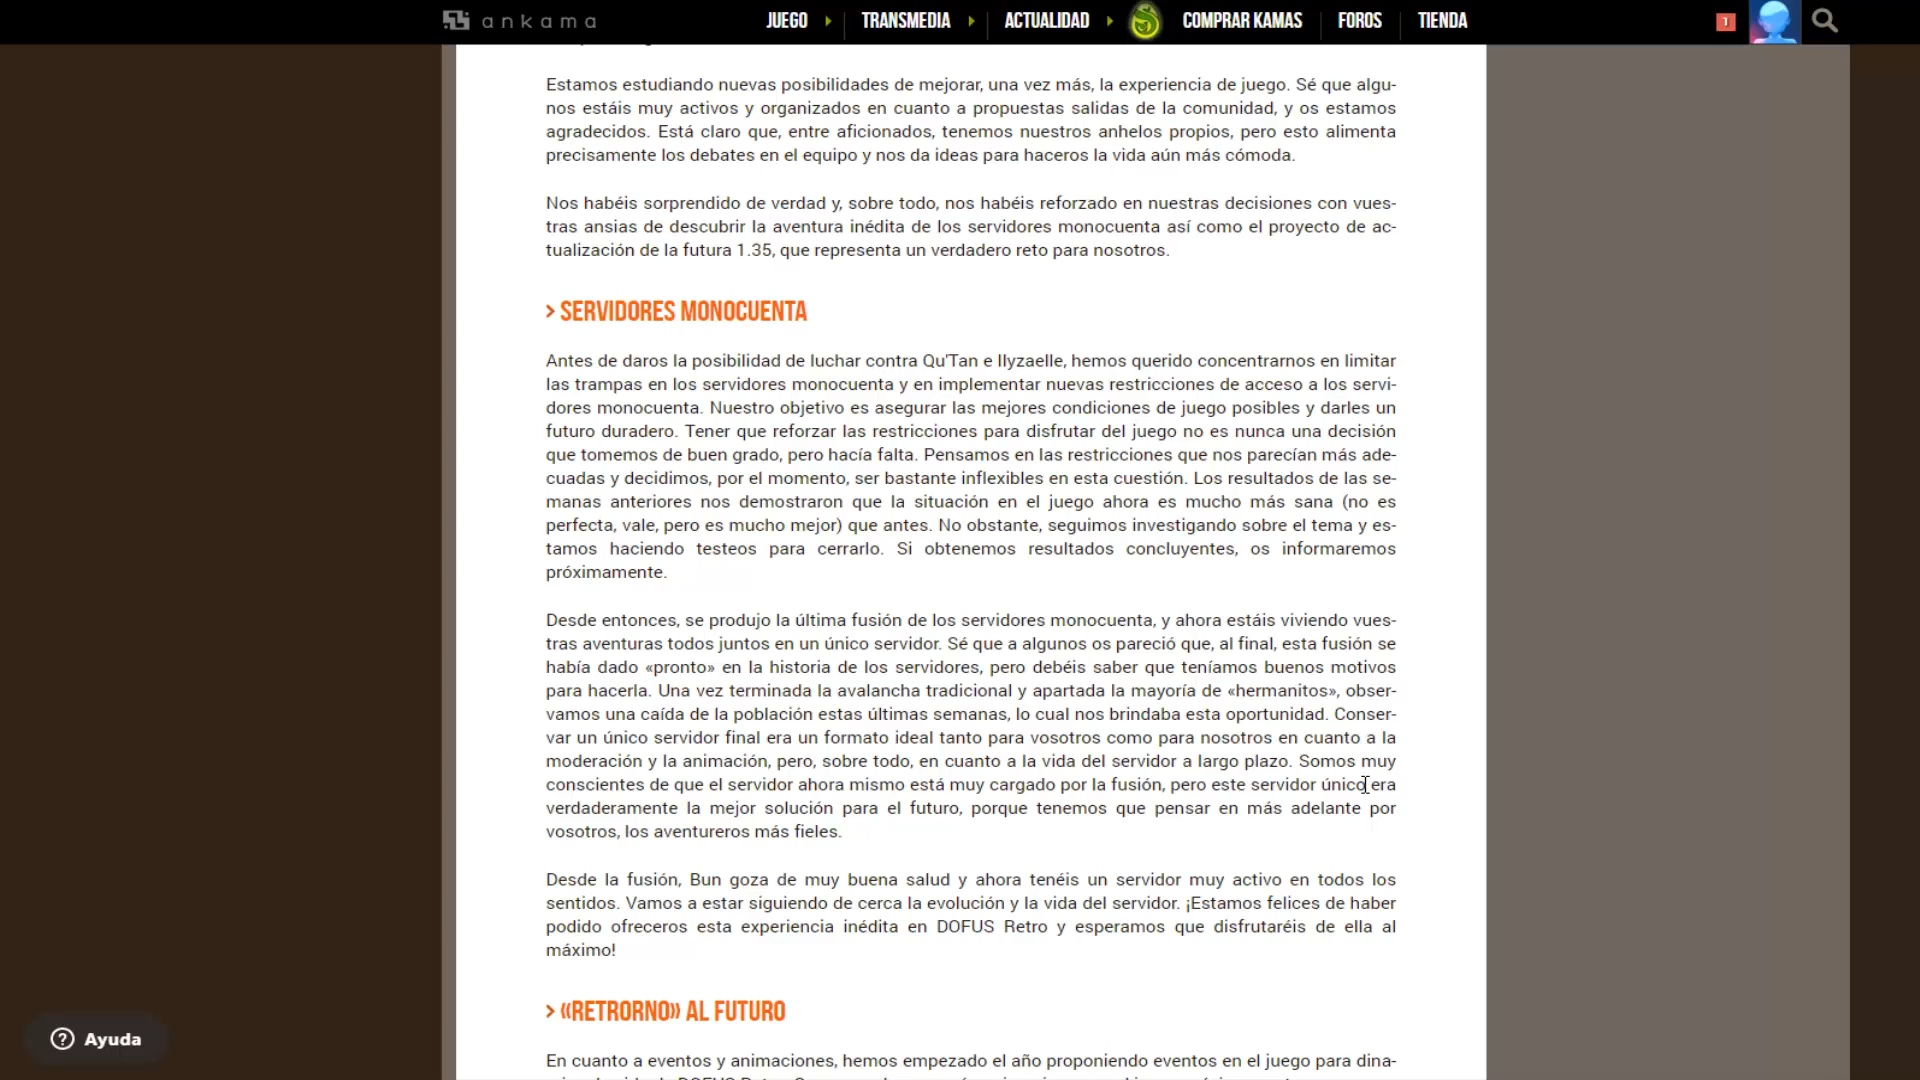 ankama
JUEGO
TRANSMEDIA
ACTUALIDAD
COMPRAR KAMAS
FOROS
TIENDA
1
Estamos estudiando nuevas posibilidades de mejorar, una vez más, la experiencia de juego. Sé que algu-
nos estáis muy activos y organizados en cuanto a propuestas salidas de la comunidad, y os estamos
agradecidos. Está claro que, entre aficionados, tenemos nuestros anhelos propios, pero esto alimenta
precisamente los debates en el equipo y nos da ideas para haceros la vida aún más cómoda.
Nos habéis sorprendido de verdad y, sobre todo, nos habéis reforzado en nuestras decisiones con vues-
tras ansias de descubrir la aventura inédita de los servidores monocuenta así como el proyecto de ac-
tualización de la futura 1.35, que representa un verdadero reto para nosotros.
> SERVIDORES MONOCUENTA
Antes de daros la posibilidad de luchar contra Qu'Tan e Ilyzaelle, hemos querido concentrarnos en limitar
las trampas en los servidores monocuenta y en implementar nuevas restricciones de acceso a los servi-
dores monocuenta. Nuestro objetivo es asegurar las mejores condiciones de juego posibles y darles un
futuro duradero. Tener que reforzar las restricciones para disfrutar del juego no es nunca una decisión
que tomemos de buen grado, pero hacía falta. Pensamos en las restricciones que nos parecían más ade-
cuadas y decidimos, por el momento, ser bastante inflexibles en esta cuestión. Los resultados de las se-
manas anteriores nos demostraron que la situación en el juego ahora es mucho más sana (no es
perfecta, vale, pero es mucho mejor) que antes. No obstante, seguimos investigando sobre el tema y es-
tamos haciendo testeos para cerrarlo. Si obtenemos resultados concluyentes, os informaremos
próximamente.
Desde entonces, se produjo la última fusión de los servidores monocuenta, y ahora estáis viviendo vues-
tras aventuras todos juntos en un único servidor. Sé que a algunos os pareció que, al final, esta fusión se
había dado «pronto» en la historia de los servidores, pero debéis saber que teníamos buenos motivos
para hacerla. Una vez terminada la avalancha tradicional y apartada la mayoría de «hermanitos», obser-
vamos una caída de la población estas últimas semanas, lo cual nos brindaba esta oportunidad. Conser-
var un único servidor final era un formato ideal tanto para vosotros como para nosotros en cuanto a la
moderación y la animación, pero, sobre todo, en cuanto a la vida del servidor a largo plazo. Somos muy
conscientes de que el servidor ahora mismo está muy cargado por la fusión, pero este servidor único era
verdaderamente la mejor solución para el futuro, porque tenemos que pensar en más adelante por
vosotros, los aventureros más fieles.
Desde la fusión, Bun goza de muy buena salud y ahora tenéis un servidor muy activo en todos los
sentidos. Vamos a estar siguiendo de cerca la evolución y la vida del servidor. ¡Estamos felices de haber
podido ofreceros esta experiencia inédita en DOFUS Retro y esperamos que disfrutaréis de ella al
máximo!
> «RETRORNO» AL FUTURO
En cuanto a eventos y animaciones, hemos empezado el año proponiendo eventos en el juego para dina-
? Ayuda